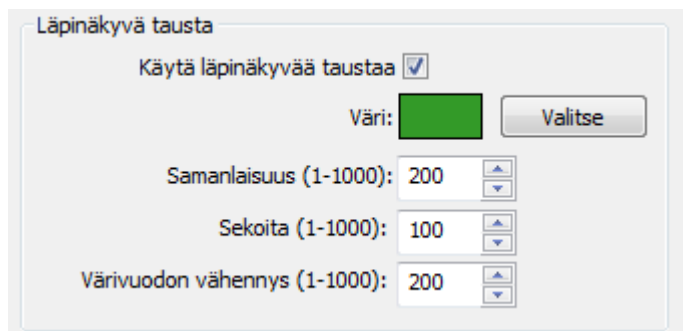 Läpinäkyvä tausta
Käytä läpinäkyvää taustaa
Väri: Valitse
Samanlaisuus (1-1000): 200
Sekoita (1-1000): 100
Värivuodon vähennys (1-1000): 200